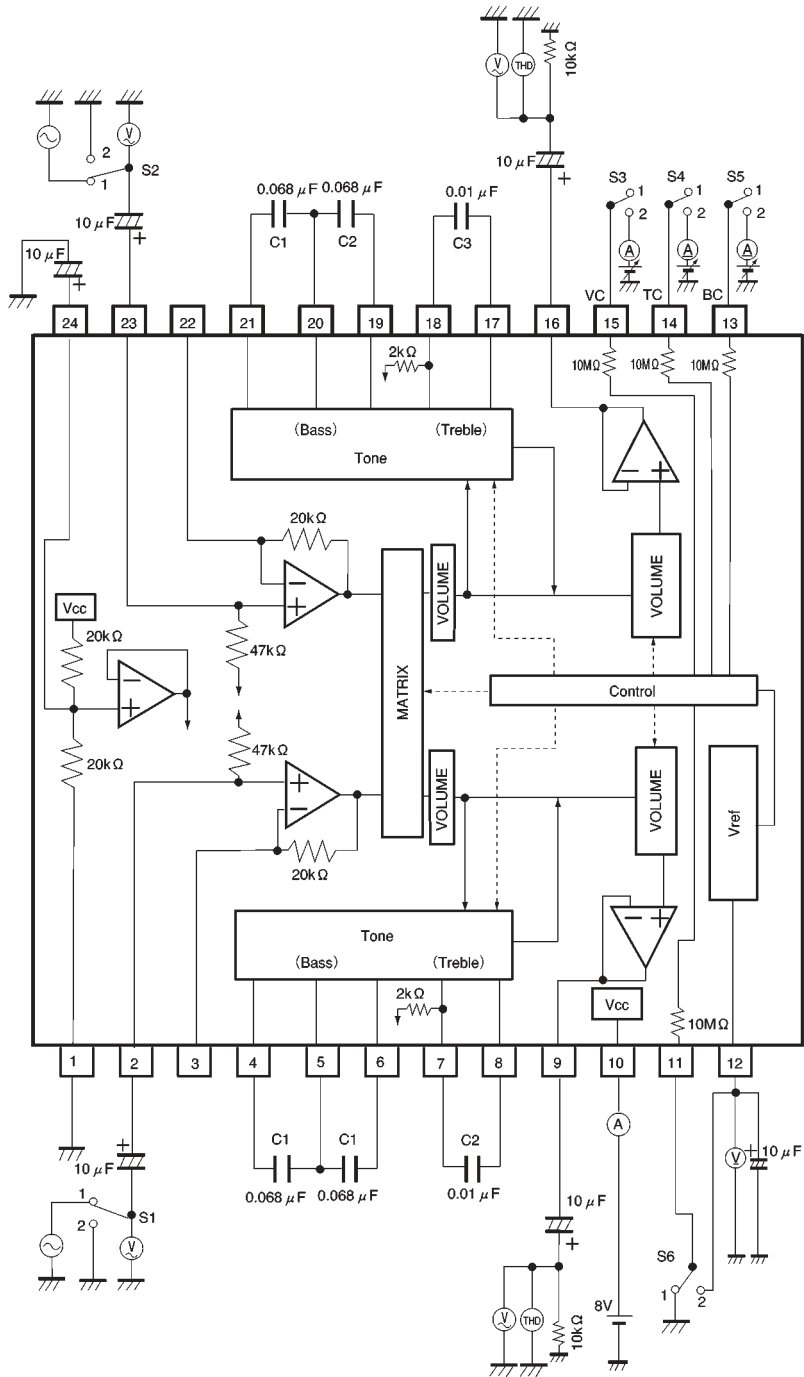 V
THD
10kΩ
V
2
1
S2
10 μF
+
10 μF
+
0.068 μF
0.068 μF
0.01 μF
C1
C2
C3
10 μF
+
S3
1
2
A
S4
1
2
A
S5
1
2
A
VC
TC
BC
24
23
22
21
20
19
18
17
16
15
14
13
2kΩ
10MΩ
10MΩ
10MΩ
(Bass)
(Treble)
Tone
− +
20kΩ
−
+
VOLUME
VOLUME
Vcc
20kΩ
47kΩ
−
+
MATRIX
Control
20kΩ
47kΩ
+
−
20kΩ
VOLUME
VOLUME
Vref
Tone
(Bass)
(Treble)
− +
2kΩ
Vcc
10MΩ
1
2
3
4
5
6
7
8
9
10
11
12
+
10 μF
1
2
S1
V
C1
C1
0.068 μF
0.068 μF
C2
0.01 μF
10 μF
+
V
THD
10kΩ
A
8V
S6
1
2
V
+
10 μF